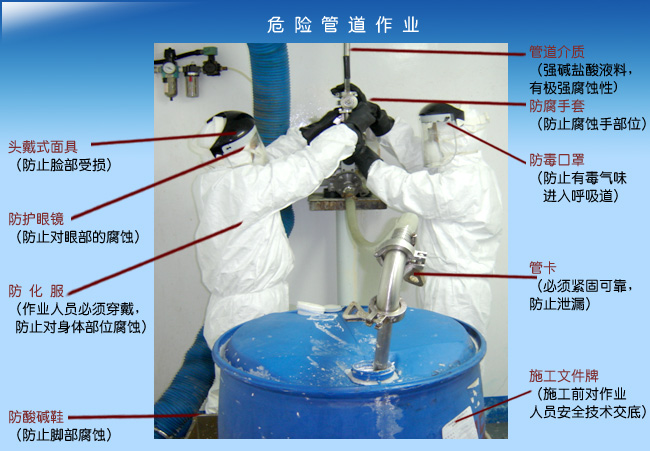 危险管道作业
管道介质
（强碱盐酸液料，
有极强腐蚀性）
防腐手套
（防止腐蚀手部位）
头戴式面具
（防止脸部受损）
防毒口罩
（防止有毒气味
进入呼吸道）
防护眼镜
（防止对眼部的腐蚀）
管卡
（必须紧固可靠，
防止泄漏）
防化服
（作业人员必须穿戴，
防止对身体部位腐蚀）
施工文件牌
（施工前对作业
人员安全技术交底）
防酸碱鞋
（防止脚部腐蚀）